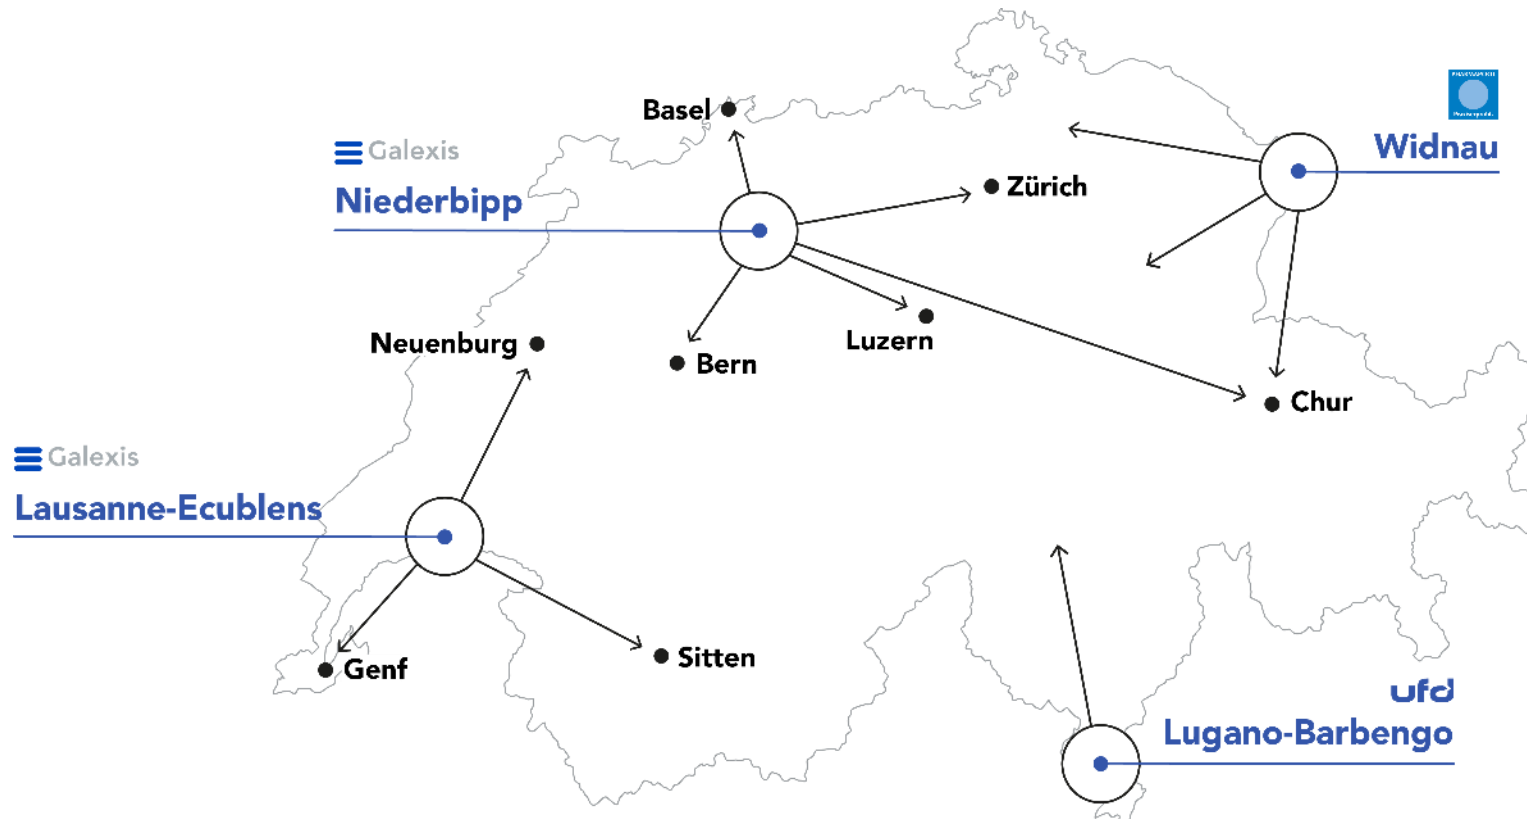 Basel
Galexis
Widnau
Niederbipp
Zürich
Neuenburg
Luzern
Bern
Chur
Galexis
Lausanne-Ecublens
Genf
Sitten
ufd
Lugano-Barbengo